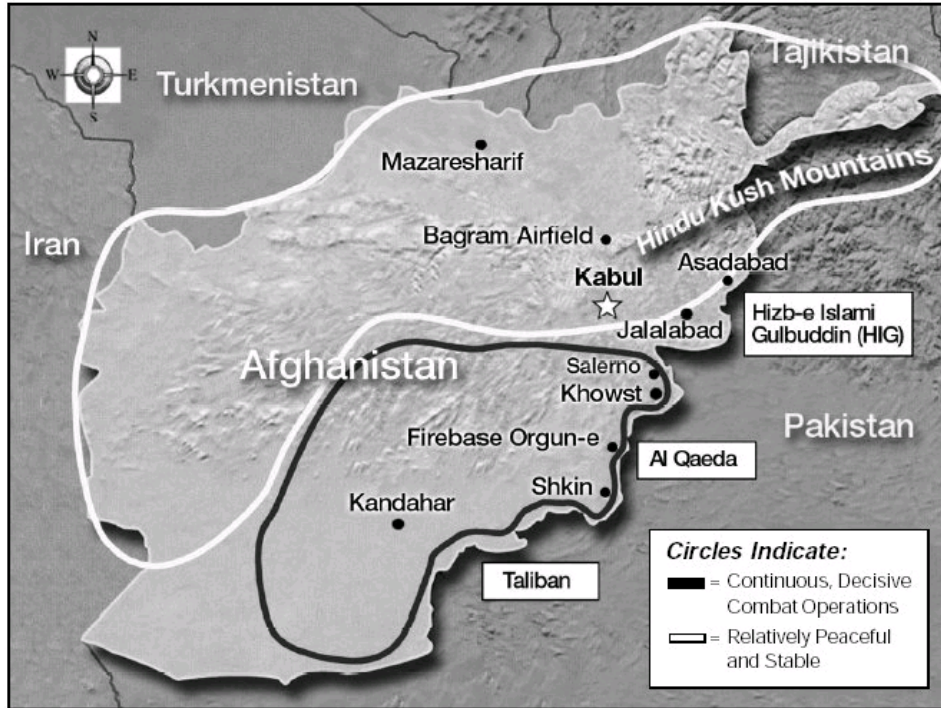 N
W
E
S
Tajikistan
Turkmenistan
Mazaresharif
Hindu Kush Mountains
Iran
Bagram Airfield
Kabul
Asadabad
Jalalabad
Hizb-e Islami
Gulbuddin (HIG)
Afghanistan
Salerno
Khowst
Pakistan
Firebase Orgun-e
Al Qaeda
Shkin
Kandahar
Taliban
Circles Indicate:
= Continuous, Decisive
Combat Operations
= Relatively Peaceful
and Stable